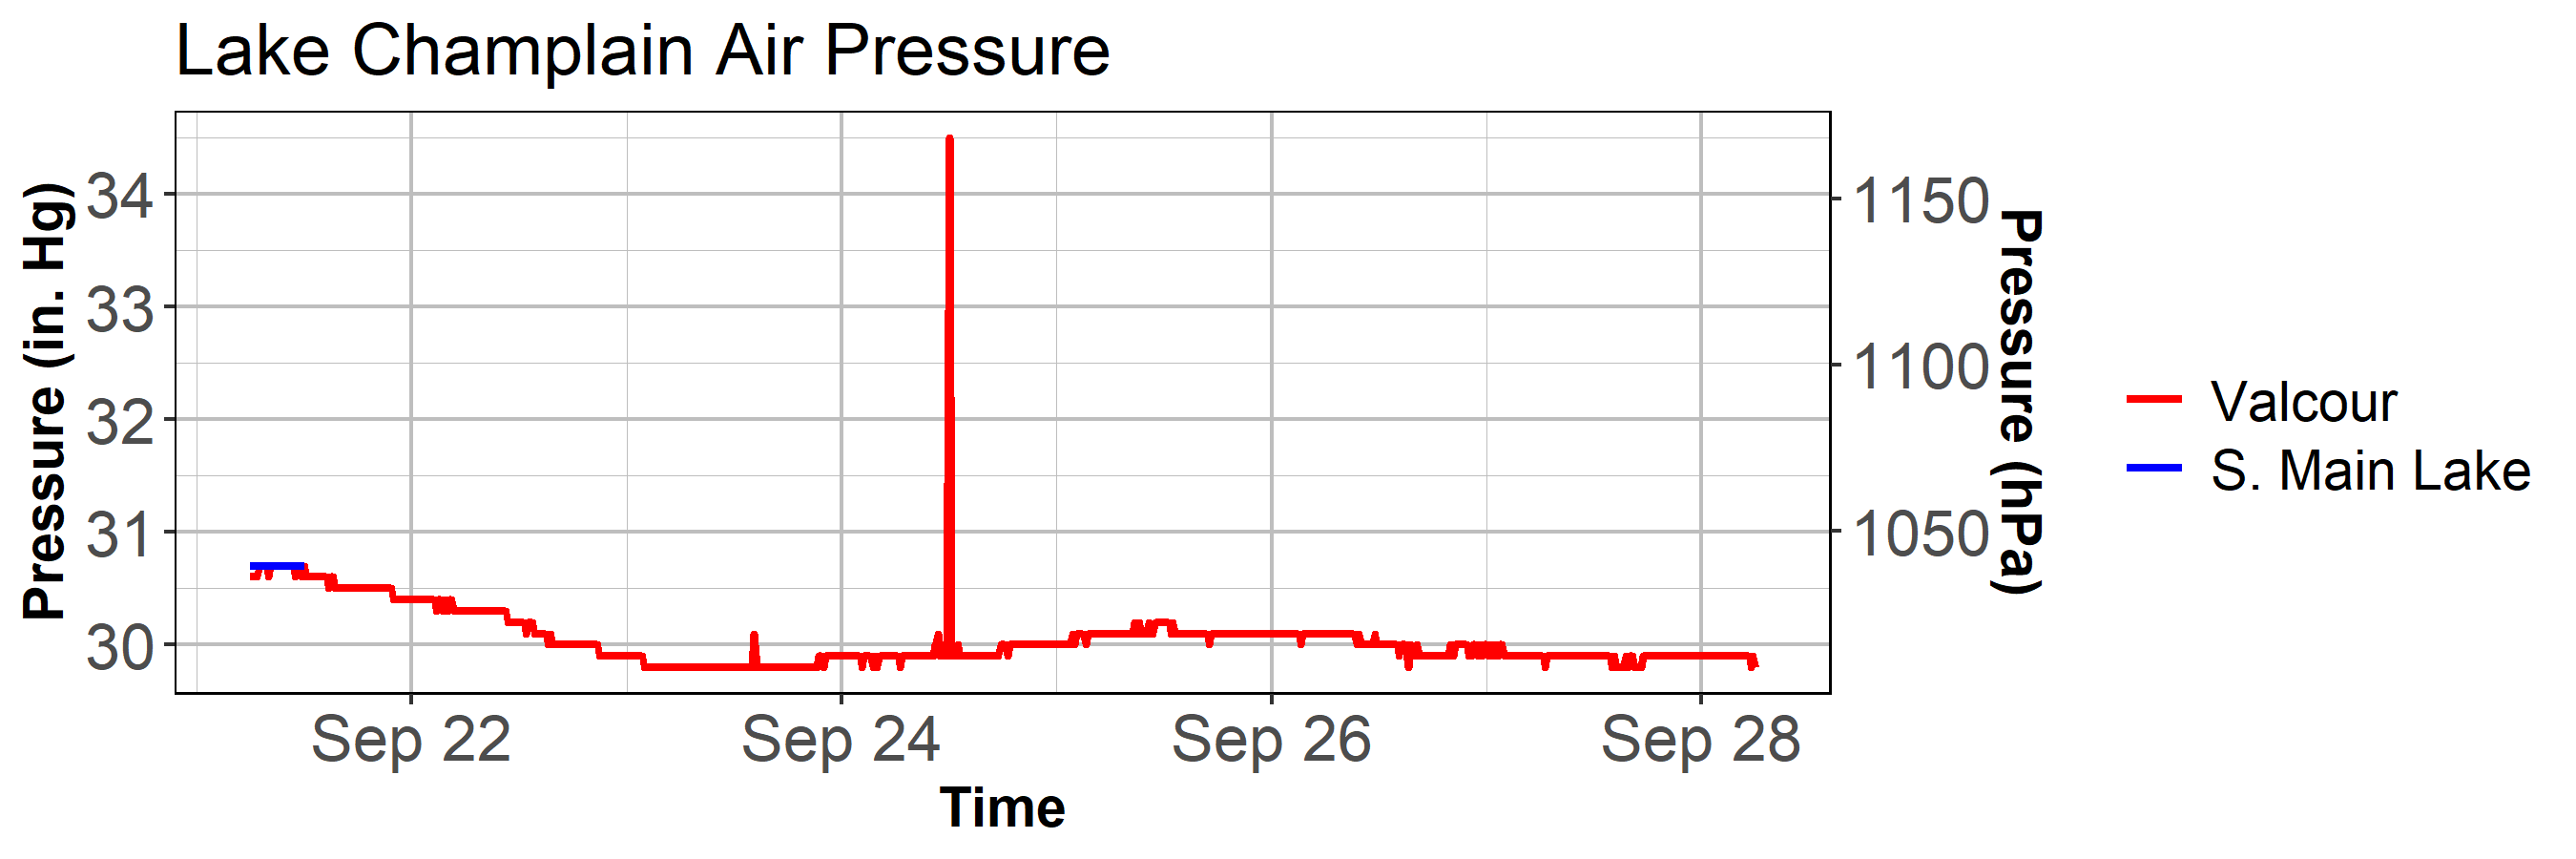 Lake Champlain Air Pressure
Pressure (in. Hg)
34
33
32
31
30
1150
1100
1050
Pressure (hPa)
Valcour
S. Main Lake
Sep 22
Sep 24
Sep 26
Sep 28
Time